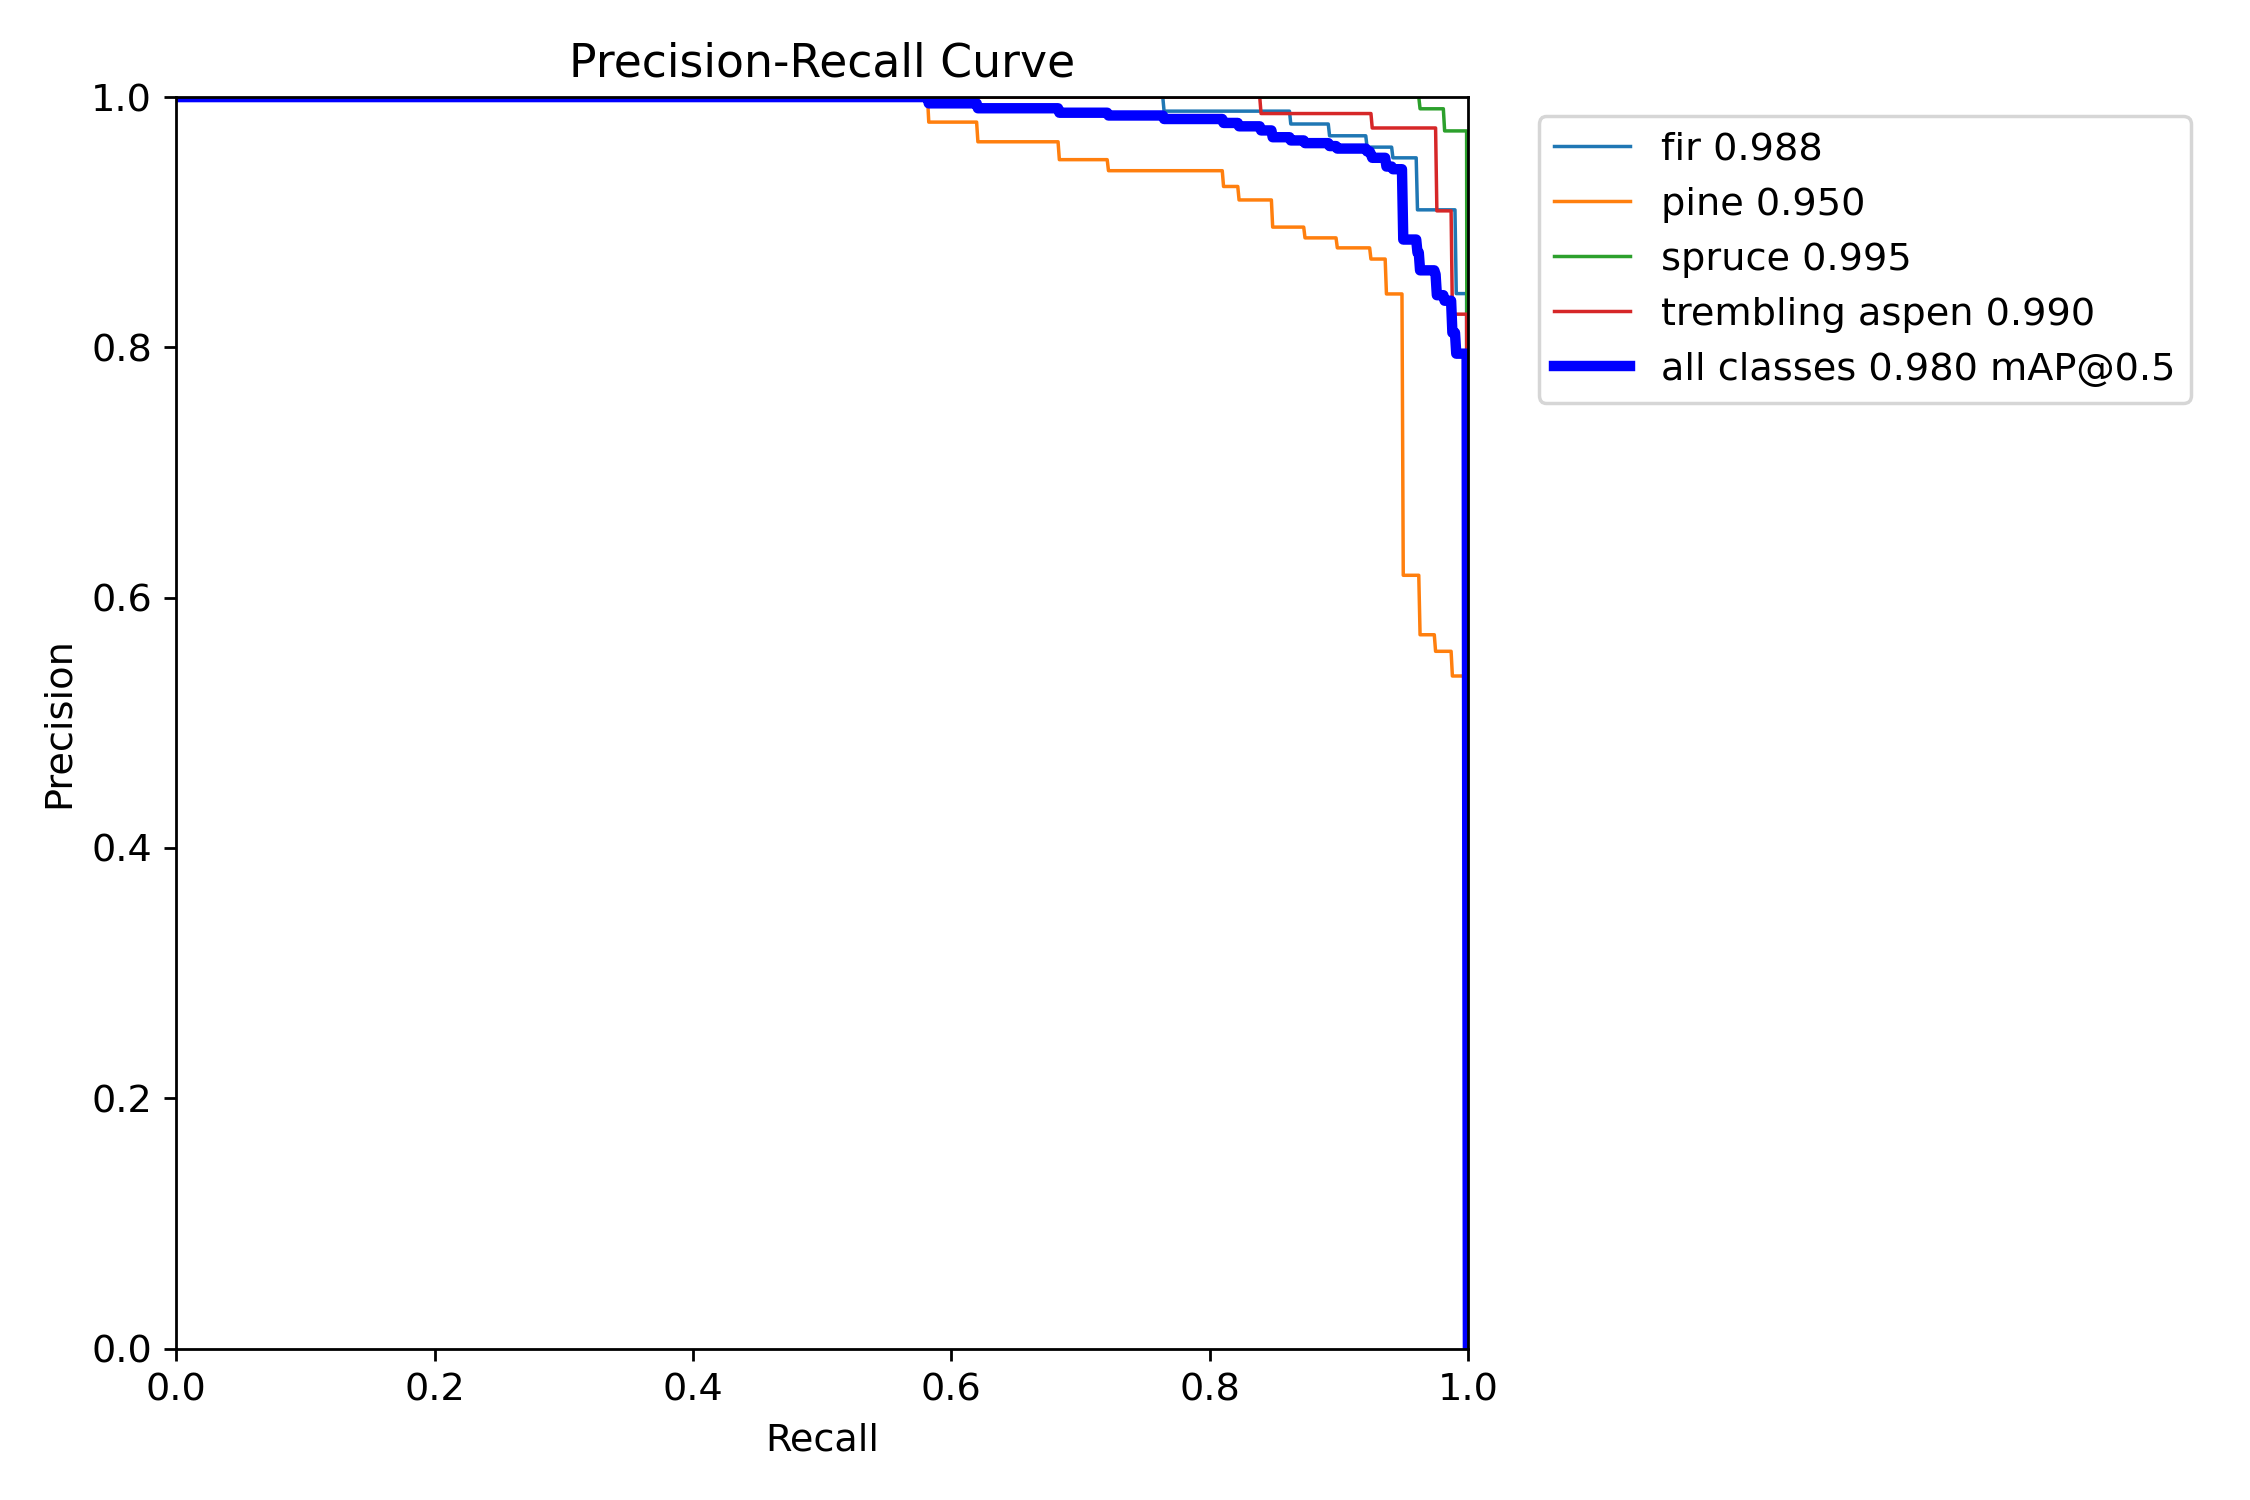 Precision-Recall Curve
1.0
0.8
0.6
0.4
0.2
0.0
Precision
0.0 0.2 0.4 0.6 0.8 1.0
Recall
fir 0.988
pine 0.950
spruce 0.995
trembling aspen 0.990
all classes 0.980 mAP@0.5